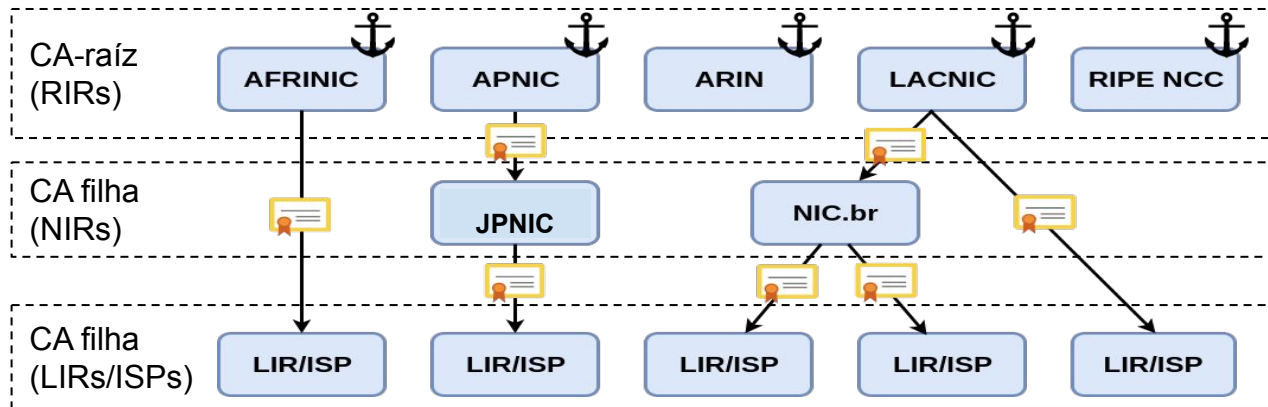 CA-raíz
(RIRs)
AFRINIC
APNIC
ARIN
LACNIC
RIPE NCC
CA filha
(NIRs)
JPNIC
NIC.br
CA filha
(LIRs/ISPs)
LIR/ISP
LIR/ISP
LIR/ISP
LIR/ISP
LIR/ISP